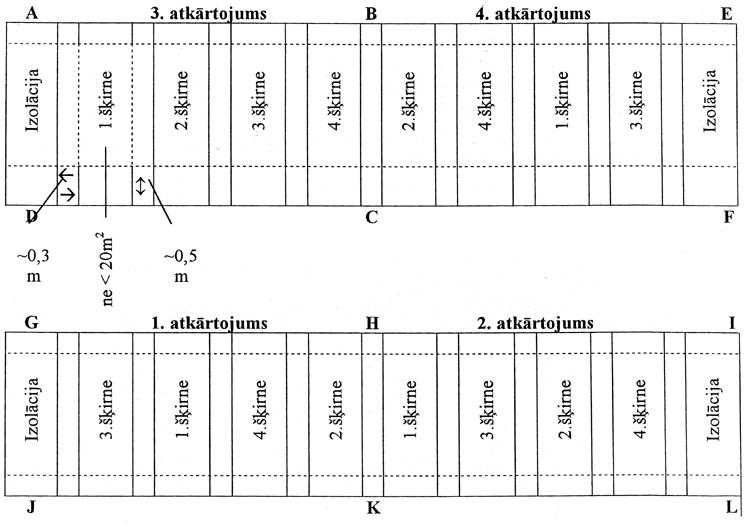 A 3. atkārtojums B 4. atkārtojums E
Izolācija
1.šķirne
2.šķirne
3.šķirne
4.šķirne
2.šķirne
4.šķirne
1.šķirne
3.šķirne
Izolācija
D C F
~0,3 m
ne < 20m²
~0,5 m
G 1. atkārtojums H 2. atkārtojums I
Izolācija
3.šķirne
1.šķirne
4.šķirne
2.šķirne
1.šķirne
3.šķirne
2.šķirne
4.šķirne
Izolācija
J K L